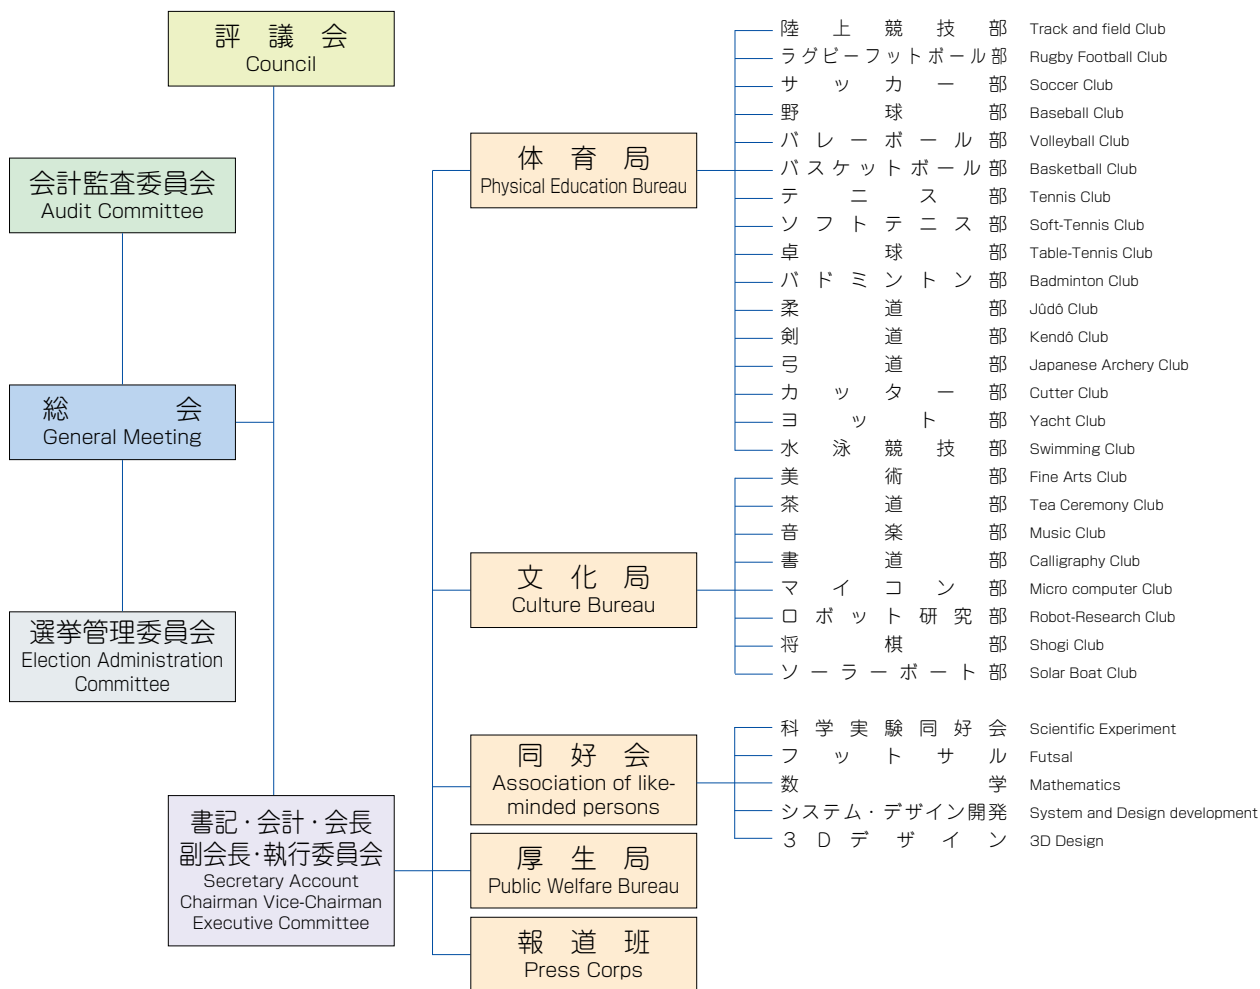 評議会
Council
会計監査委員会
Audit Committee
総会
General Meeting
選挙管理委員会
Election Administration
Committee
書記・会計・会長
副会長・執行委員会
Secretary Account
Chairman Vice-Chairman
Executive Committee
体育局
Physical Education Bureau
陸上競技部 Track and field Club
ラグビーフットボール部 Rugby Football Club
サッカー部 Soccer Club
野球部 Baseball Club
バレーボール部 Volleyball Club
バスケットボール部 Basketball Club
テニス部 Tennis Club
ソフトテニス部 Soft-Tennis Club
卓球部 Table-Tennis Club
バドミントン部 Badminton Club
柔道部 Jûdô Club
剣道部 Kendô Club
弓道部 Japanese Archery Club
カッター部 Cutter Club
ヨット部 Yacht Club
水泳競技部 Swimming Club
文化局
Culture Bureau
美術部 Fine Arts Club
茶道部 Tea Ceremony Club
音楽部 Music Club
書道部 Calligraphy Club
マイコン部 Micro computer Club
ロボット研究部 Robot-Research Club
将棋部 Shogi Club
ソーラーボート部 Solar Boat Club
同好会
Association of like-
minded persons
科学実験同好会 Scientific Experiment
フットサル Futsal
数学 Mathematics
システム・デザイン開発 System and Design development
3Dデザイン 3D Design
厚生局
Public Welfare Bureau
報道班
Press Corps